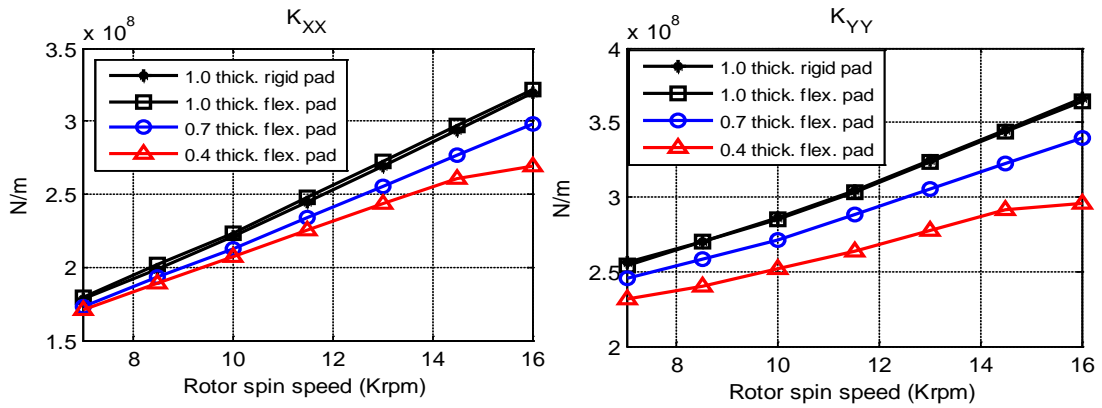 K_XX
x 10^8
3.5
3
2.5
2
1.5
N/m
1.0 thick. rigid pad
1.0 thick. flex. pad
0.7 thick. flex. pad
0.4 thick. flex. pad
8 10 12 14 16
Rotor spin speed (Krpm)
K_YY
x 10^8
4
3.5
3
2.5
2
N/m
1.0 thick. rigid pad
1.0 thick. flex. pad
0.7 thick. flex. pad
0.4 thick. flex. pad
8 10 12 14 16
Rotor spin speed (Krpm)